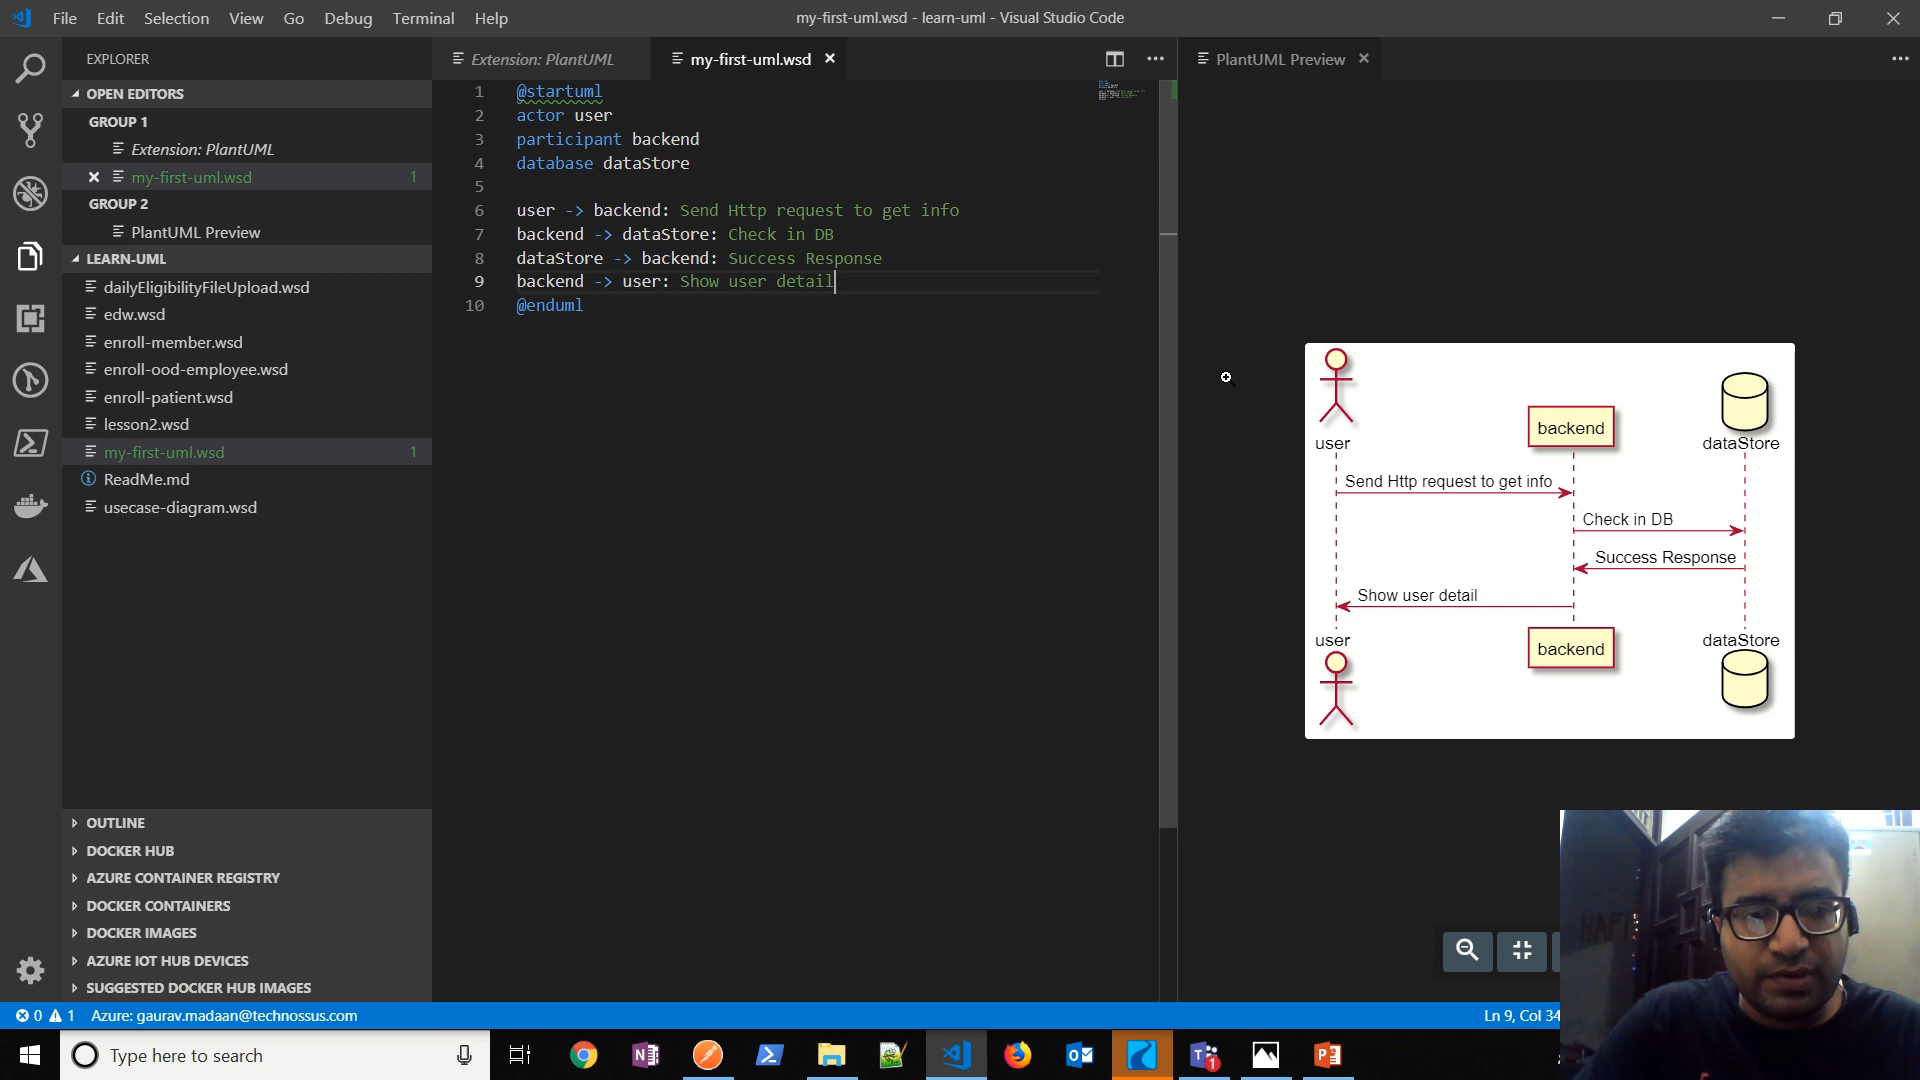 File Edit Selection View Go Debug Terminal Help
my-first-uml.wsd - learn-uml - Visual Studio Code
EXPLORER
OPEN EDITORS
GROUP 1
Extension: PlantUML
my-first-uml.wsd 1
GROUP 2
PlantUML Preview
LEARN-UML
dailyEligibilityFileUpload.wsd
edw.wsd
enroll-member.wsd
enroll-ood-employee.wsd
enroll-patient.wsd
lesson2.wsd
my-first-uml.wsd 1
ReadMe.md
usecase-diagram.wsd
OUTLINE
DOCKER HUB
AZURE CONTAINER REGISTRY
DOCKER CONTAINERS
DOCKER IMAGES
AZURE IOT HUB DEVICES
SUGGESTED DOCKER HUB IMAGES
Extension: PlantUML
my-first-uml.wsd
1 @startuml
2 actor user
3 participant backend
4 database dataStore
5
6 user -> backend: Send Http request to get info
7 backend -> dataStore: Check in DB
8 dataStore -> backend: Success Response
9 backend -> user: Show user detail
10 @enduml
PlantUML Preview
user
backend
dataStore
Send Http request to get info
Check in DB
Success Response
Show user detail
user
backend
dataStore
0 1 Azure: gaurav.madaan@technossus.com
Ln 9, Col 34
Type here to search
1